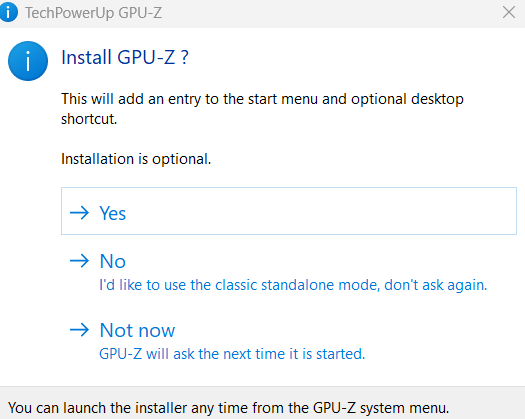 TechPowerUp GPU-Z
Install GPU-Z ?
This will add an entry to the start menu and optional desktop
shortcut.
Installation is optional.
Yes
No
I'd like to use the classic standalone mode, don't ask again.
Not now
GPU-Z will ask the next time it is started.
You can launch the installer any time from the GPU-Z system menu.